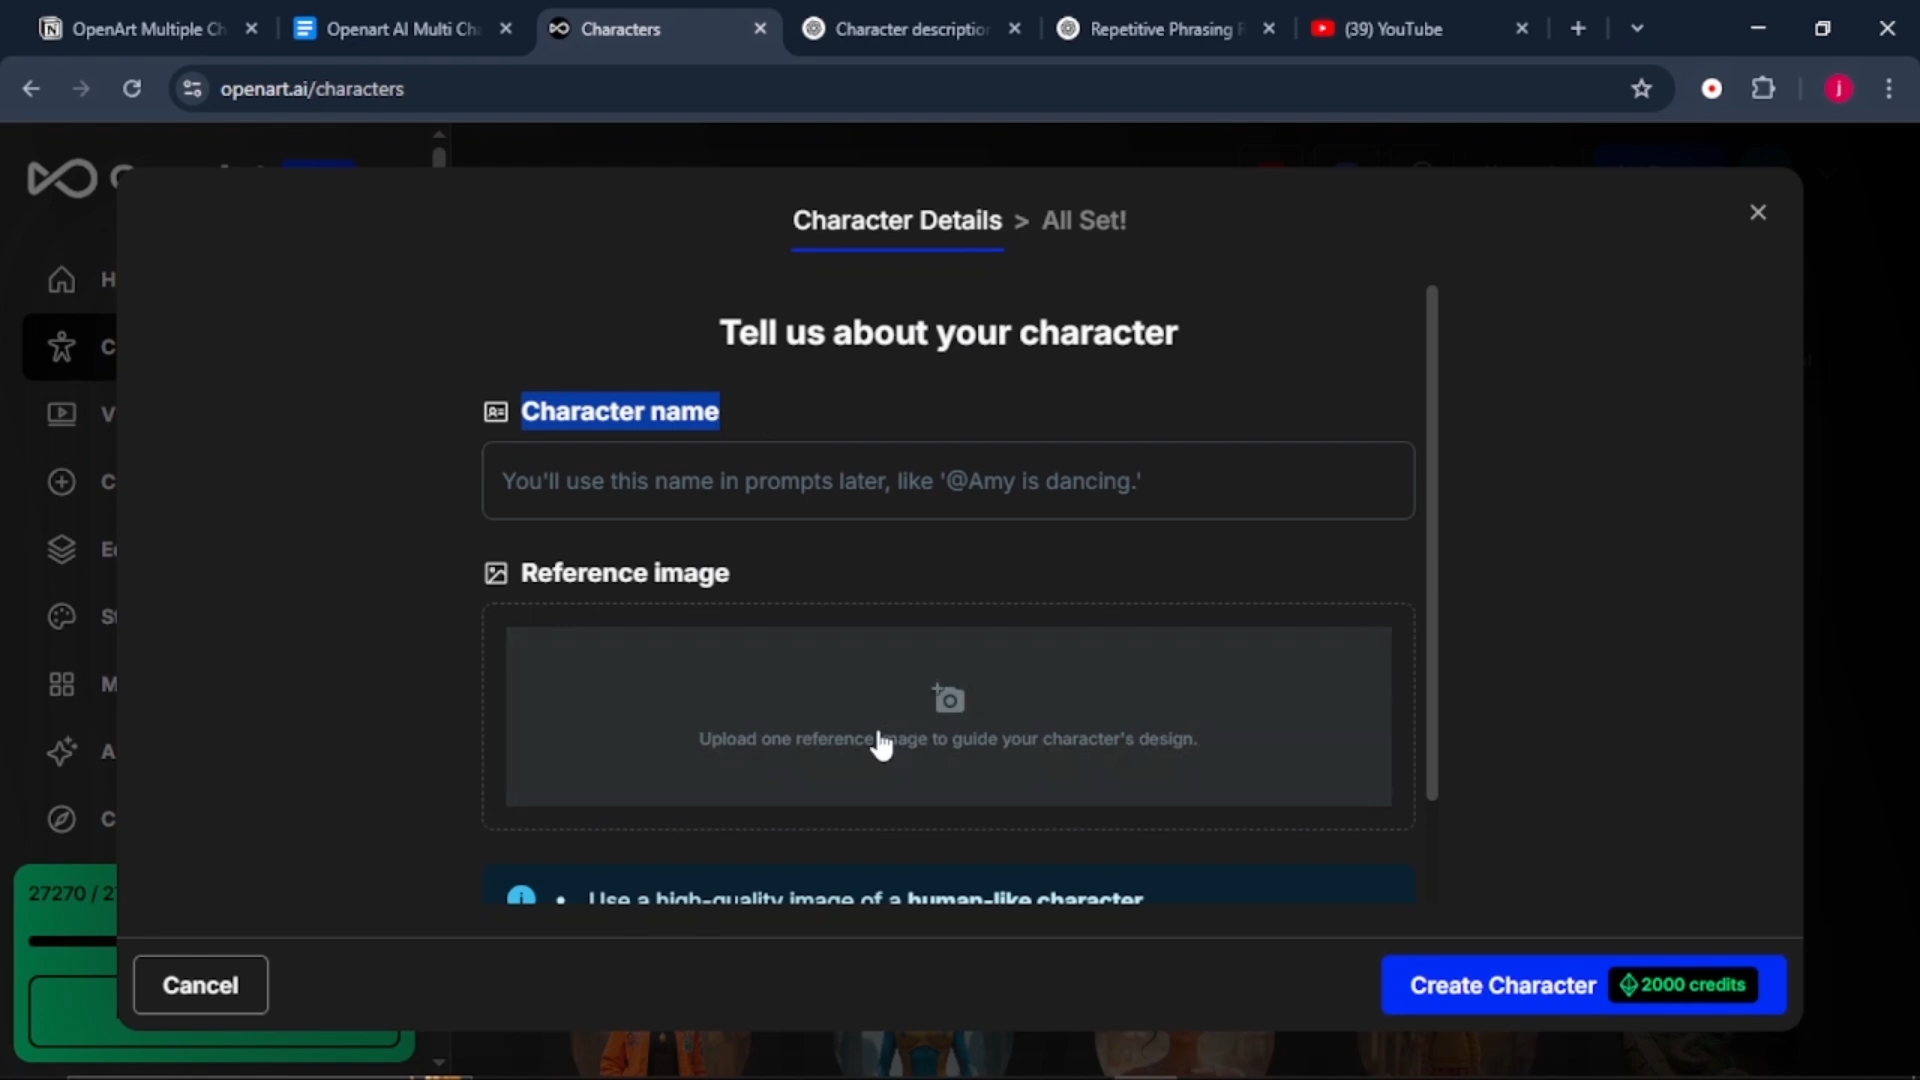 OpenArt Multiple Ch
Openart AI Multi Cha
Characters
Character description
Repetitive Phrasing
(39) YouTube
openart.ai/characters
j
Character Details > All Set!
Tell us about your character
Character name
You'll use this name in prompts later, like '@Amy is dancing.'
Reference image
Upload one reference image to guide your character's design.
• Use a high-quality image of a human-like character
27270 / 2
Cancel
Create Character 2000 credits